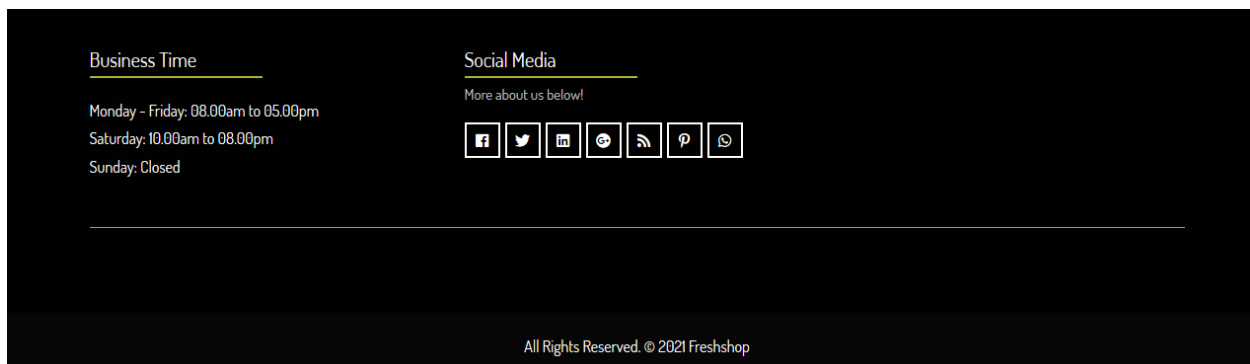 Business Time
Monday - Friday: 08.00am to 05.00pm
Saturday: 10.00am to 08.00pm
Sunday: Closed
Social Media
More about us below!
All Rights Reserved. © 2021 Freshshop